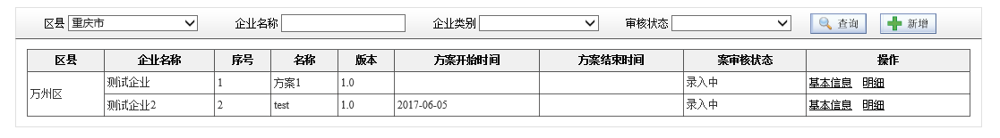 区县 重庆市 企业名称 企业类别 审核状态 查询 新增
区县 企业名称 序号 名称 版本 方案开始时间 方案结束时间 案审核状态 操作
万州区 测试企业 1 方案1 1.0 录入中 基本信息 明细
测试企业2 2 test 1.0 2017-06-05 录入中 基本信息 明细